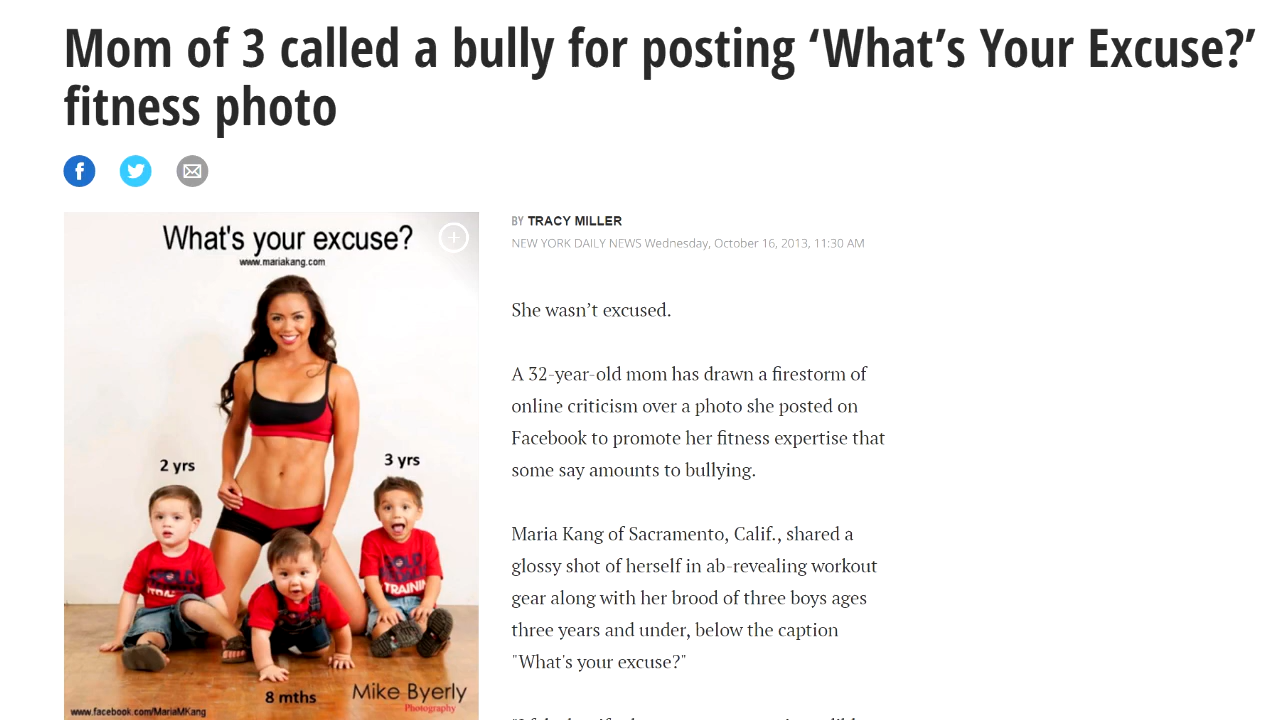 Mom of 3 called a bully for posting ‘What’s Your Excuse?’
fitness photo
What's your excuse?
www.mariakang.com
2 yrs
3 yrs
TRAININ
8 mths
Mike Byerly
Photography
www.facebook.com/MariaMKang
BY TRACY MILLER
NEW YORK DAILY NEWS Wednesday, October 16, 2013, 11:30 AM
She wasn’t excused.
A 32-year-old mom has drawn a firestorm of
online criticism over a photo she posted on
Facebook to promote her fitness expertise that
some say amounts to bullying.
Maria Kang of Sacramento, Calif., shared a
glossy shot of herself in ab-revealing workout
gear along with her brood of three boys ages
three years and under, below the caption
"What's your excuse?"